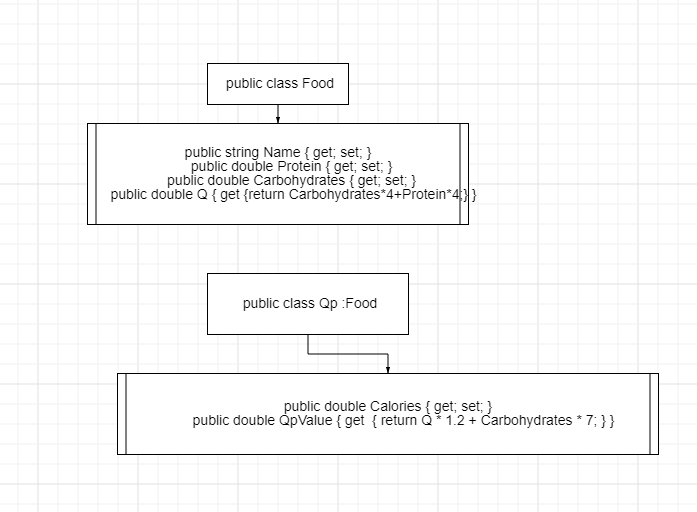 public class Food
public string Name { get; set; }
public double Protein { get; set; }
public double Carbohydrates { get; set; }
public double Q { get {return Carbohydrates*4+Protein*4;} }
public class Qp :Food
public double Calories { get; set; }
public double QpValue { get  { return Q * 1.2 + Carbohydrates * 7; } }